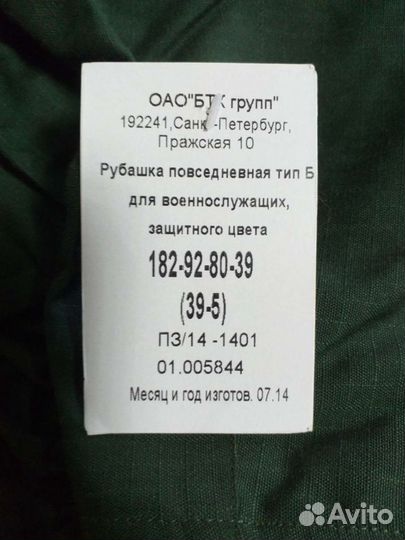 ОАО"БТК групп"
192241,Санк -Петербург,
Пражская 10
Рубашка повседневная тип Б
для военнослужащих,
защитного цвета
182-92-80-39
(39-5)
ПЗ/14 -1401
01.005844
Месяц и год изготов. 07.14
Avito